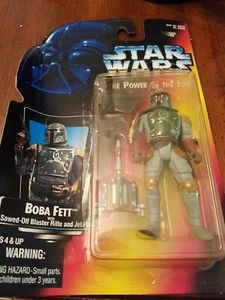 STAR
WARS
THE POWER OF THE FORCE
BOBA FETT
WITH
Sawed-Off Blaster Rifle and Jet Pack
S 4 & UP
WARNING:
NG HAZARD-Small parts.
children under 3 years.